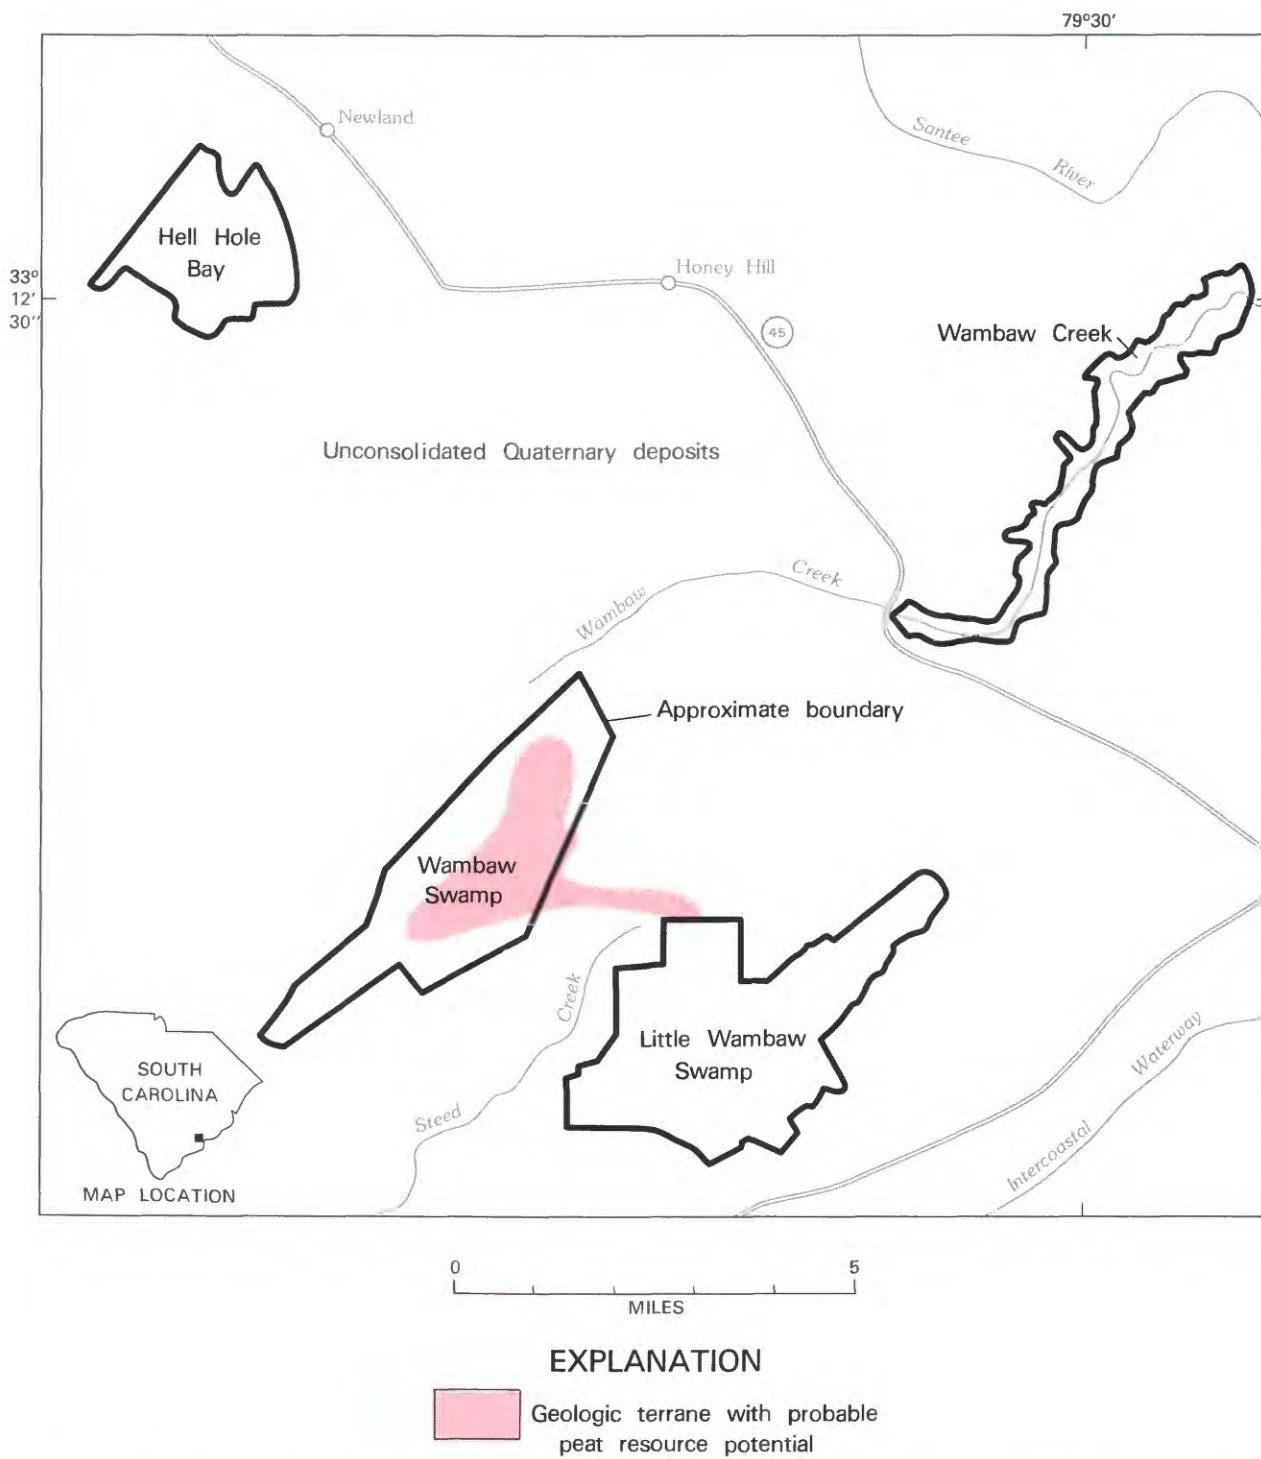 79°30'
Newland
Santee
River
Hell Hole
Bay
33°
12'
30"
Honey Hill
45
Wambaw Creek
Unconsolidated Quaternary deposits
Creek
Wambaw
Approximate boundary
Wambaw
Swamp
Creek
Steed
Little Wambaw
Swamp
Waterway
Intercoastal
SOUTH
CAROLINA
MAP LOCATION
0 5
MILES
EXPLANATION
Geologic terrane with probable
peat resource potential